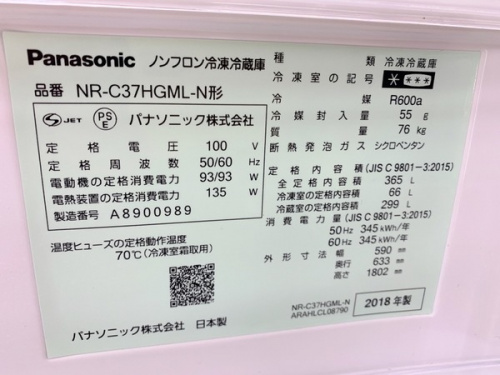 Panasonic ノンフロン冷凍冷蔵庫
品番 NR-C37HGML-N形
S JET PS E パナソニック株式会社
定格電圧 100 V
定格周波数 50/60 Hz
電動機の定格消費電力 93/93 W
電熱装置の定格消費電力 135 W
製造番号 A8900989
温度ヒューズの定格動作温度
70℃(冷凍室霜取用)
パナソニック株式会社 日本製
種類 冷凍冷蔵庫
冷凍室の記号 * ***
冷媒 R600a
冷媒封入量 55 g
質量 76 kg
断熱発泡ガス シクロペンタン
定格内容積 (JIS C 9801-3:2015)
全定格内容積 365 L
冷凍室の定格内容積 66 L
冷蔵室の定格内容積 299 L
消費電力量 (JIS C 9801-3:2015)
50Hz 345 kWh/年
60Hz 345 kWh/年
外形寸法 幅 590 mm
奥行 633 mm
高さ 1802 mm
NR-C37HGML-N
ARAHLCL08790
2018 年製